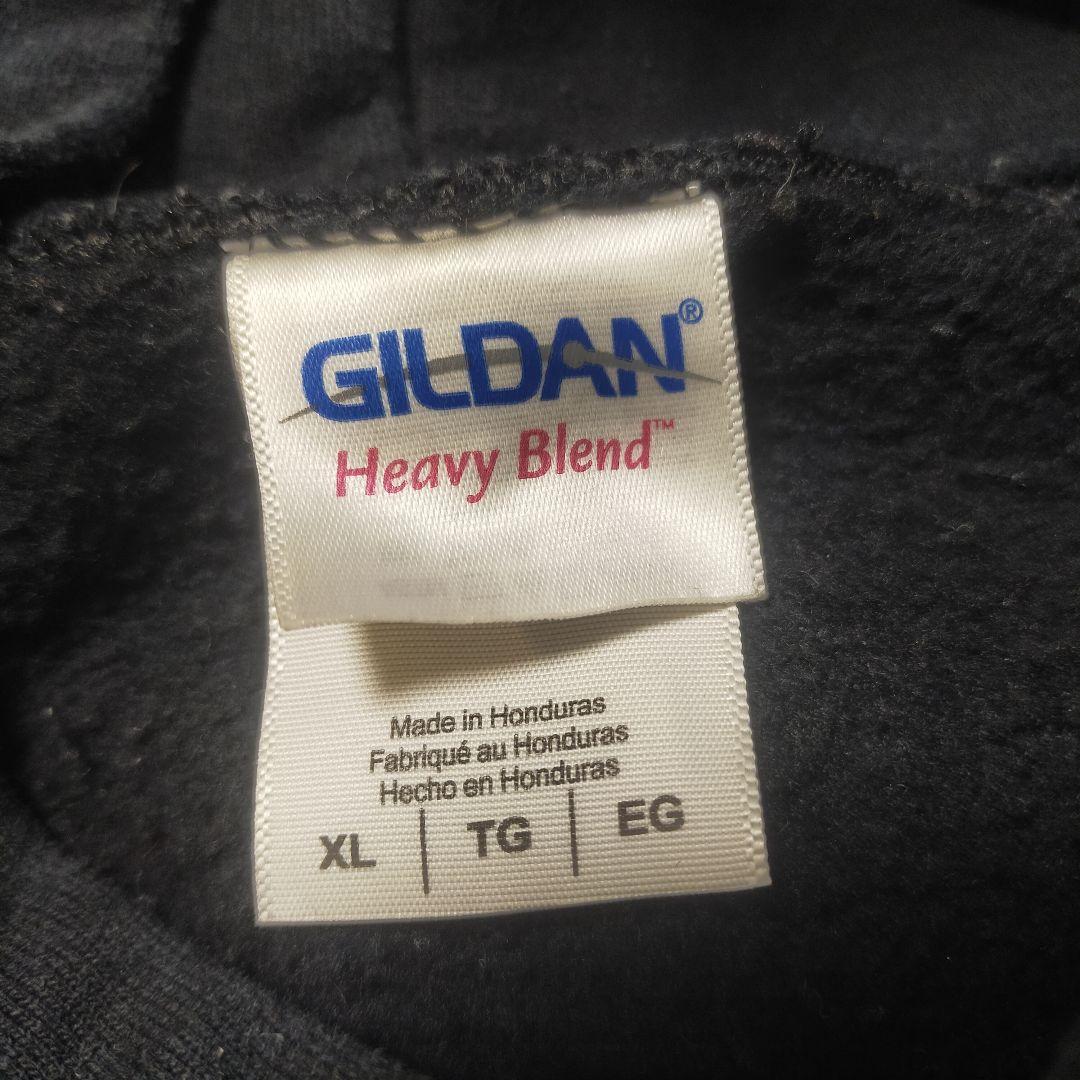 GILDAN®
Heavy Blend™
Made in Honduras
Fabriqué au Honduras
Hecho en Honduras
XL | TG | EG